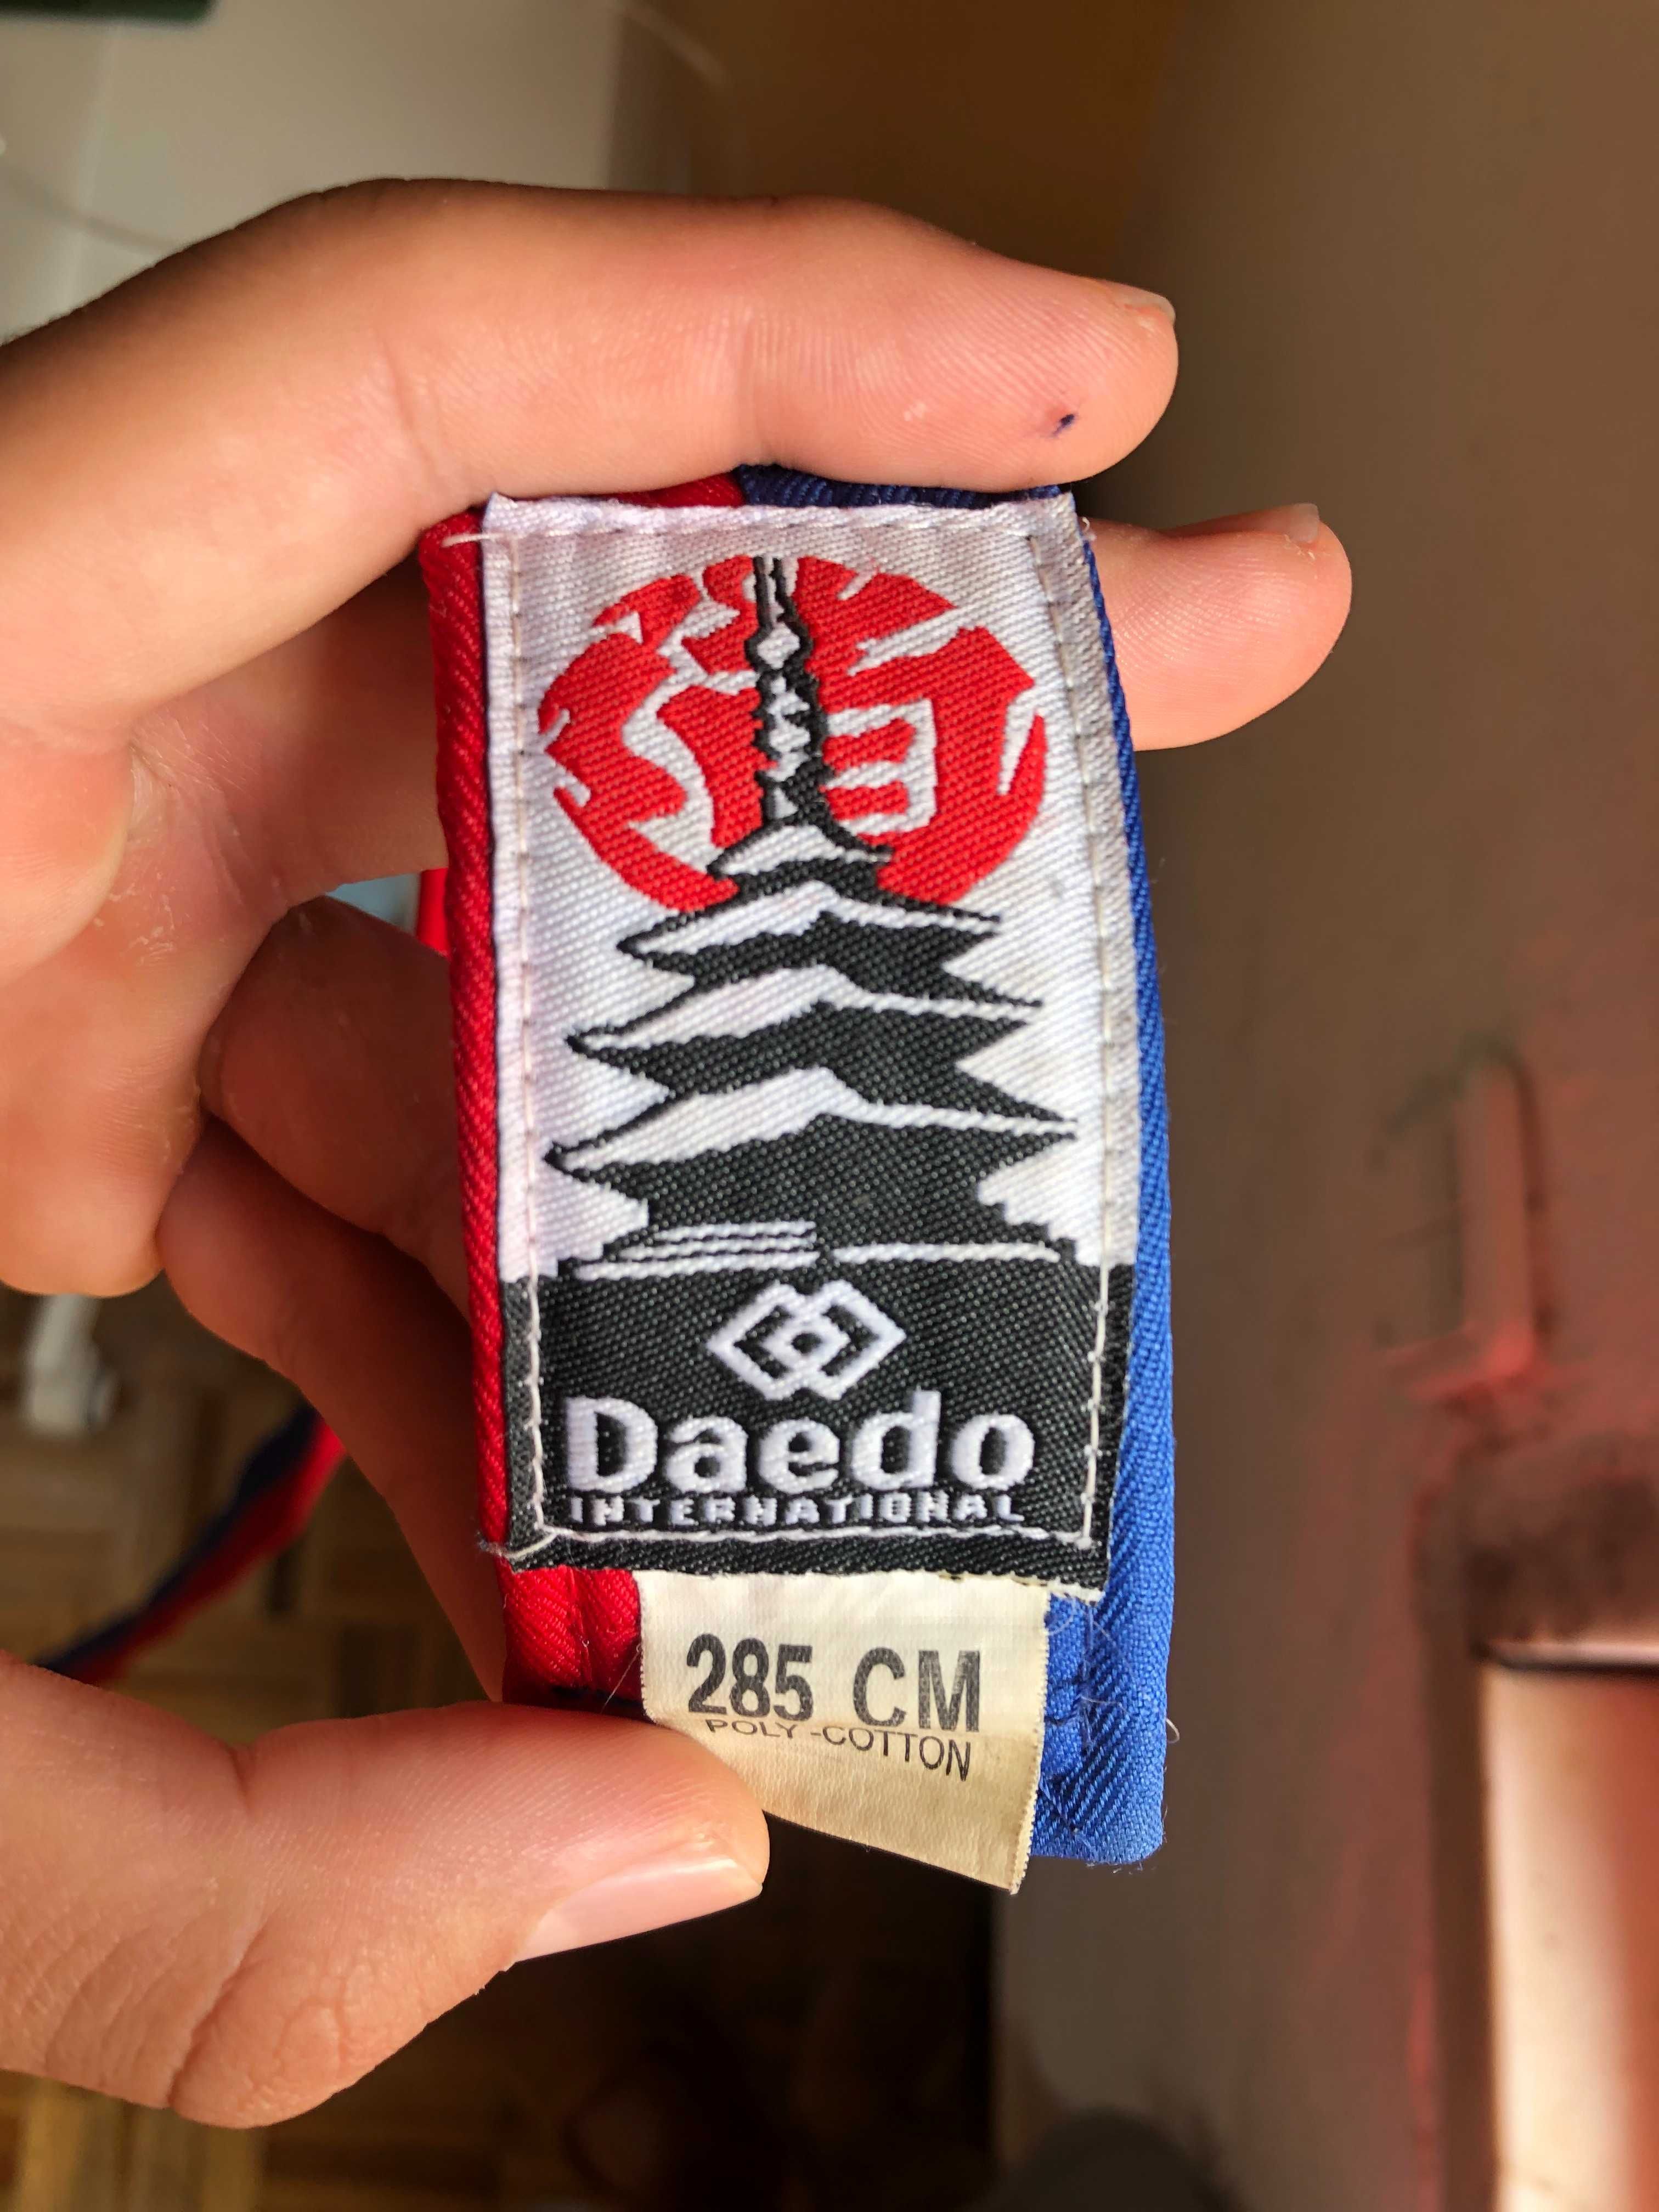 Daedo
INTERNATIONAL
285 CM
POLY-COTTON